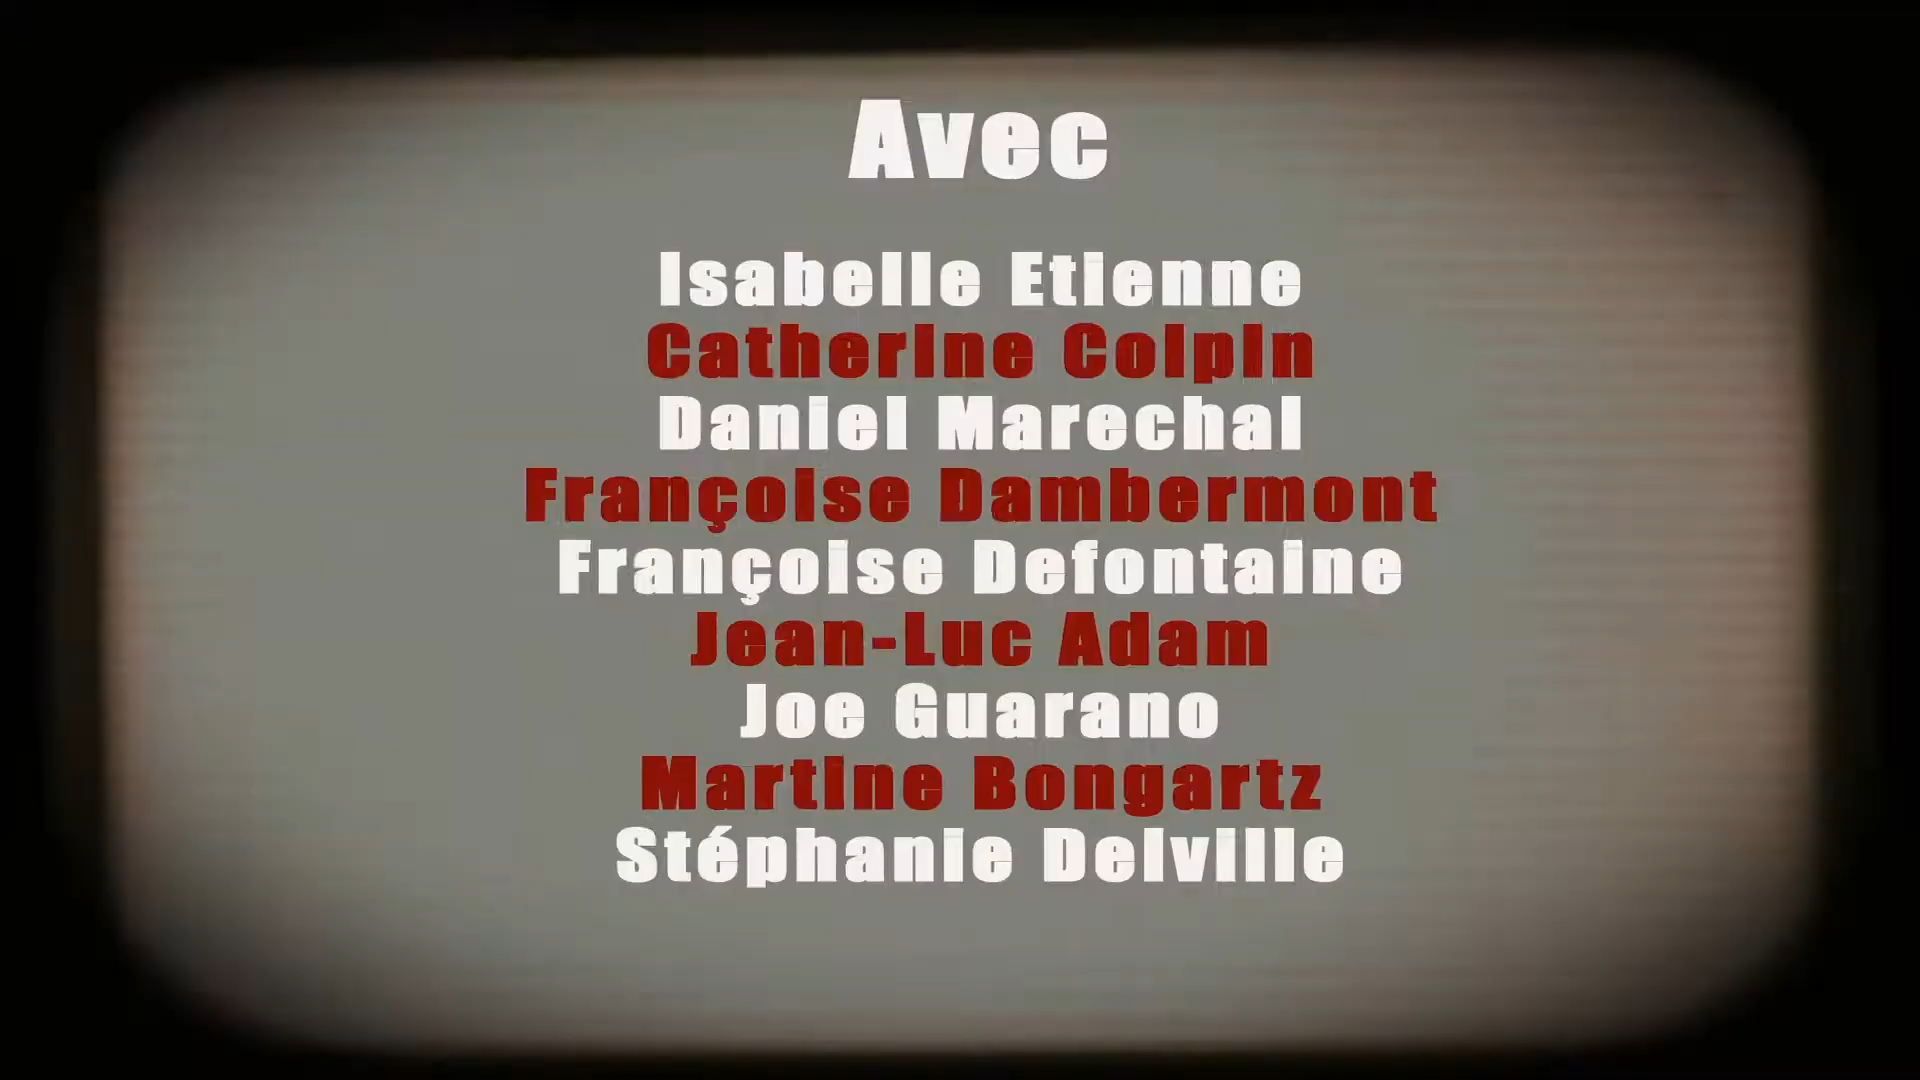 Avec
Isabelle Etienne
Catherine Colpin
Daniel Marechal
Françoise Dambermont
Françoise Defontaine
Jean-Luc Adam
Joe Guarano
Martine Bongartz
Stéphanie Delville